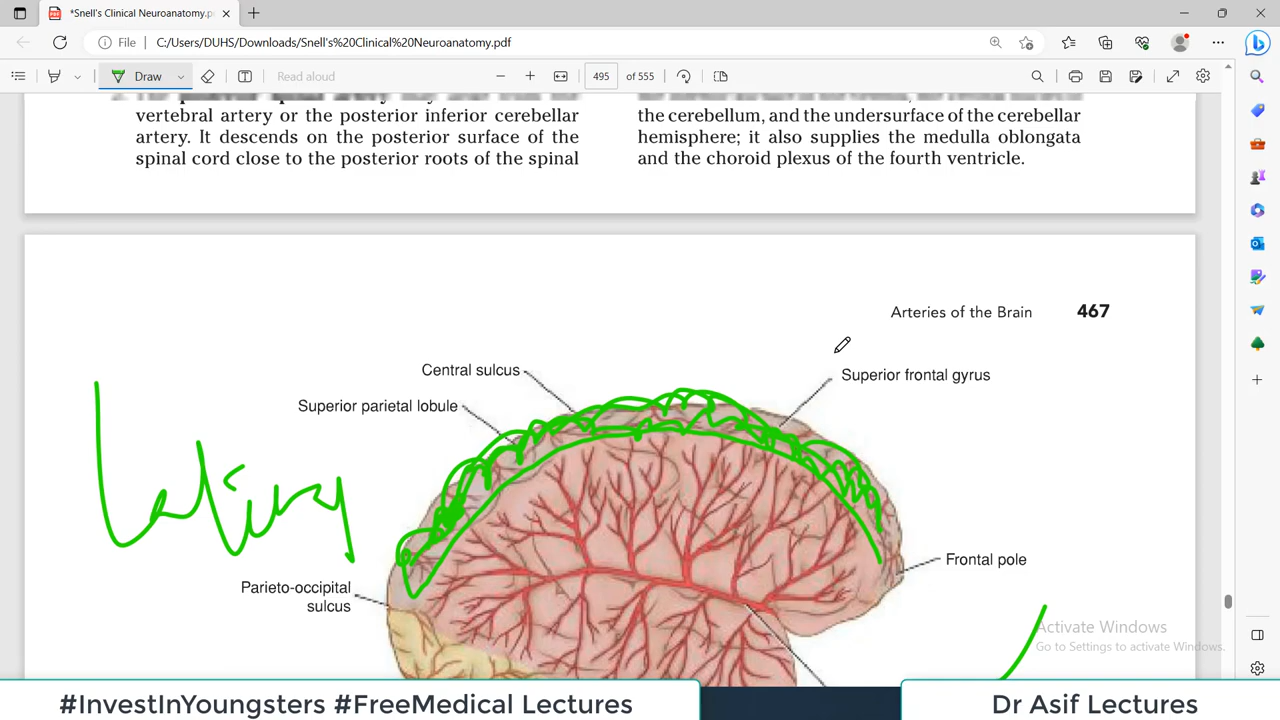 *Snell's Clinical Neuroanatomy.p
File
C:/Users/DUHS/Downloads/Snell's%20Clinical%20Neuroanatomy.pdf
Draw
Read aloud
495
of 555
vertebral artery or the posterior inferior cerebellar
artery. It descends on the posterior surface of the
spinal cord close to the posterior roots of the spinal
the cerebellum, and the undersurface of the cerebellar
hemisphere; it also supplies the medulla oblongata
and the choroid plexus of the fourth ventricle.
Arteries of the Brain 467
Central sulcus
Superior frontal gyrus
Superior parietal lobule
Frontal pole
Parieto-occipital
sulcus
Activate Windows
Go to Settings to activate Windows.
#InvestInYoungsters #FreeMedical Lectures
Dr Asif Lectures